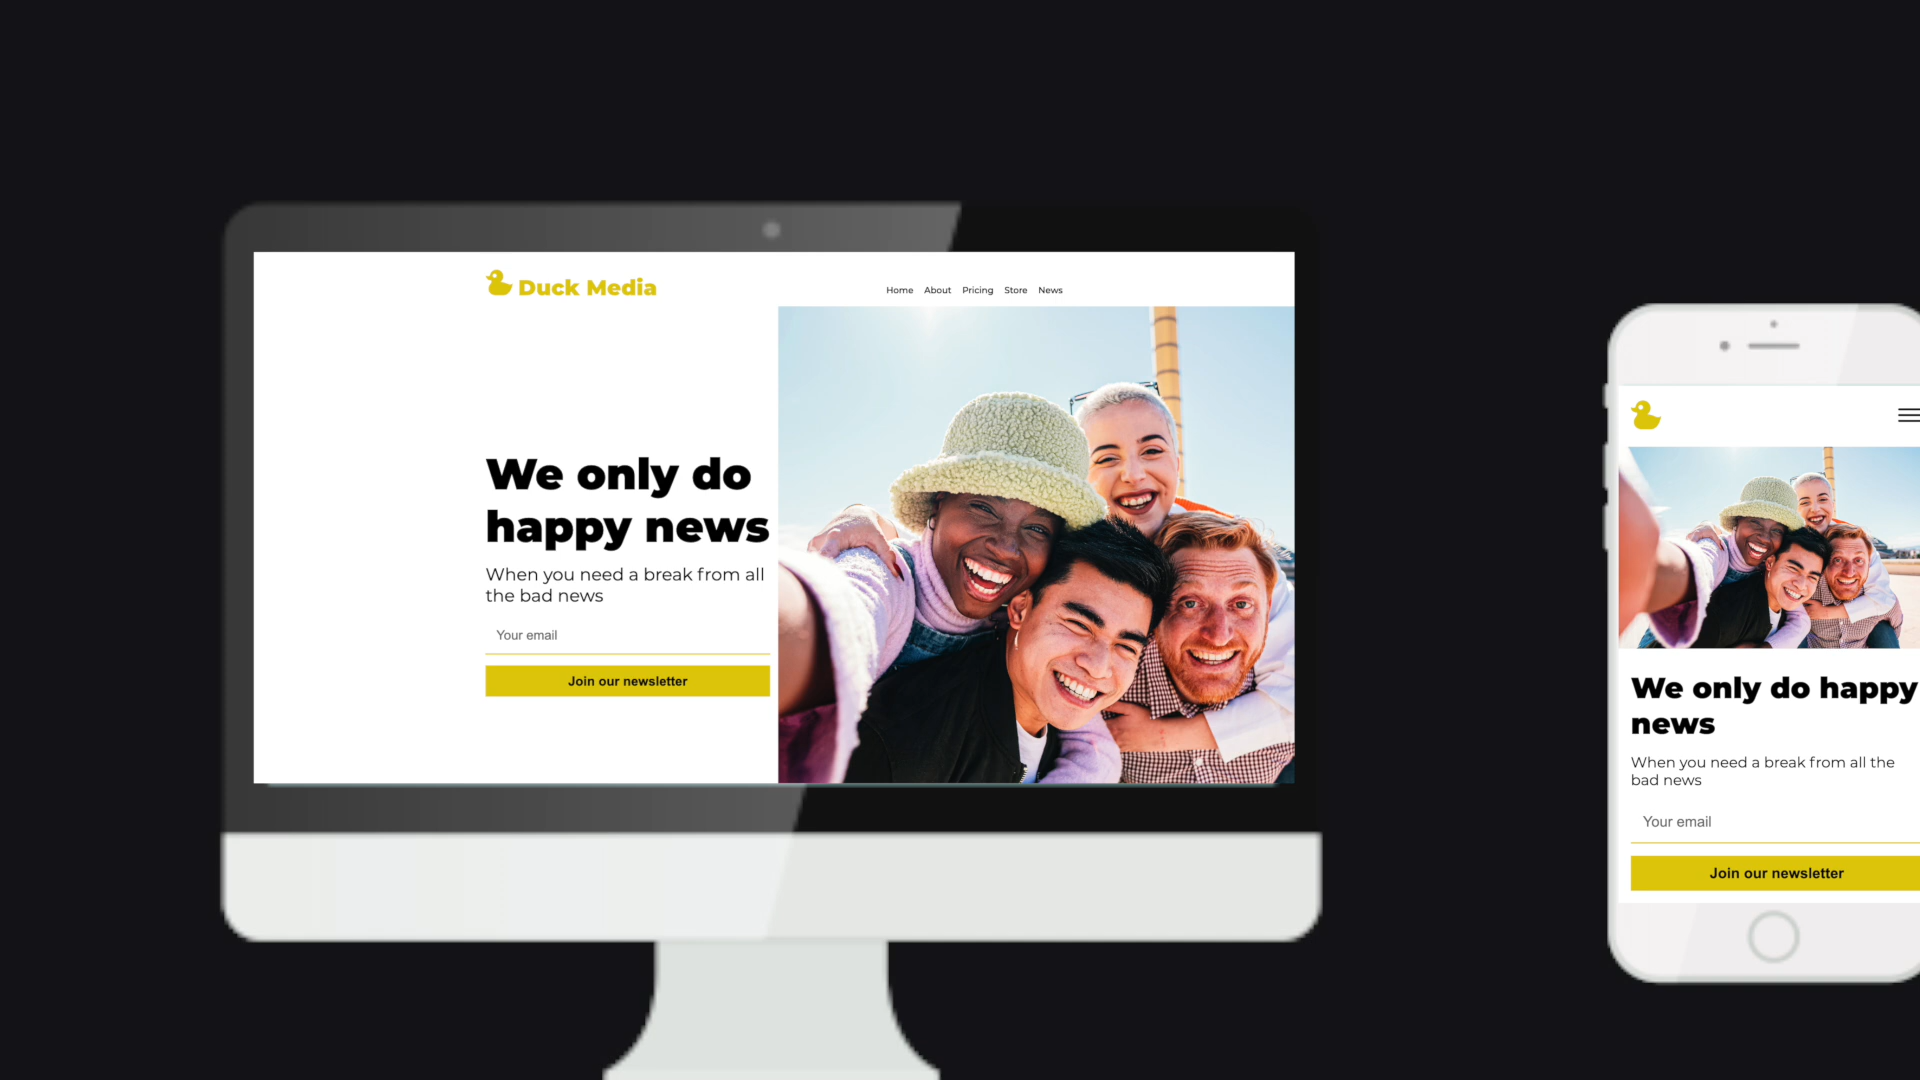 Duck Media
Home About Pricing Store News
We only do
happy news
When you need a break from all
the bad news
Your email
Join our newsletter
We only do happy
news
When you need a break from all the
bad news
Your email
Join our newsletter